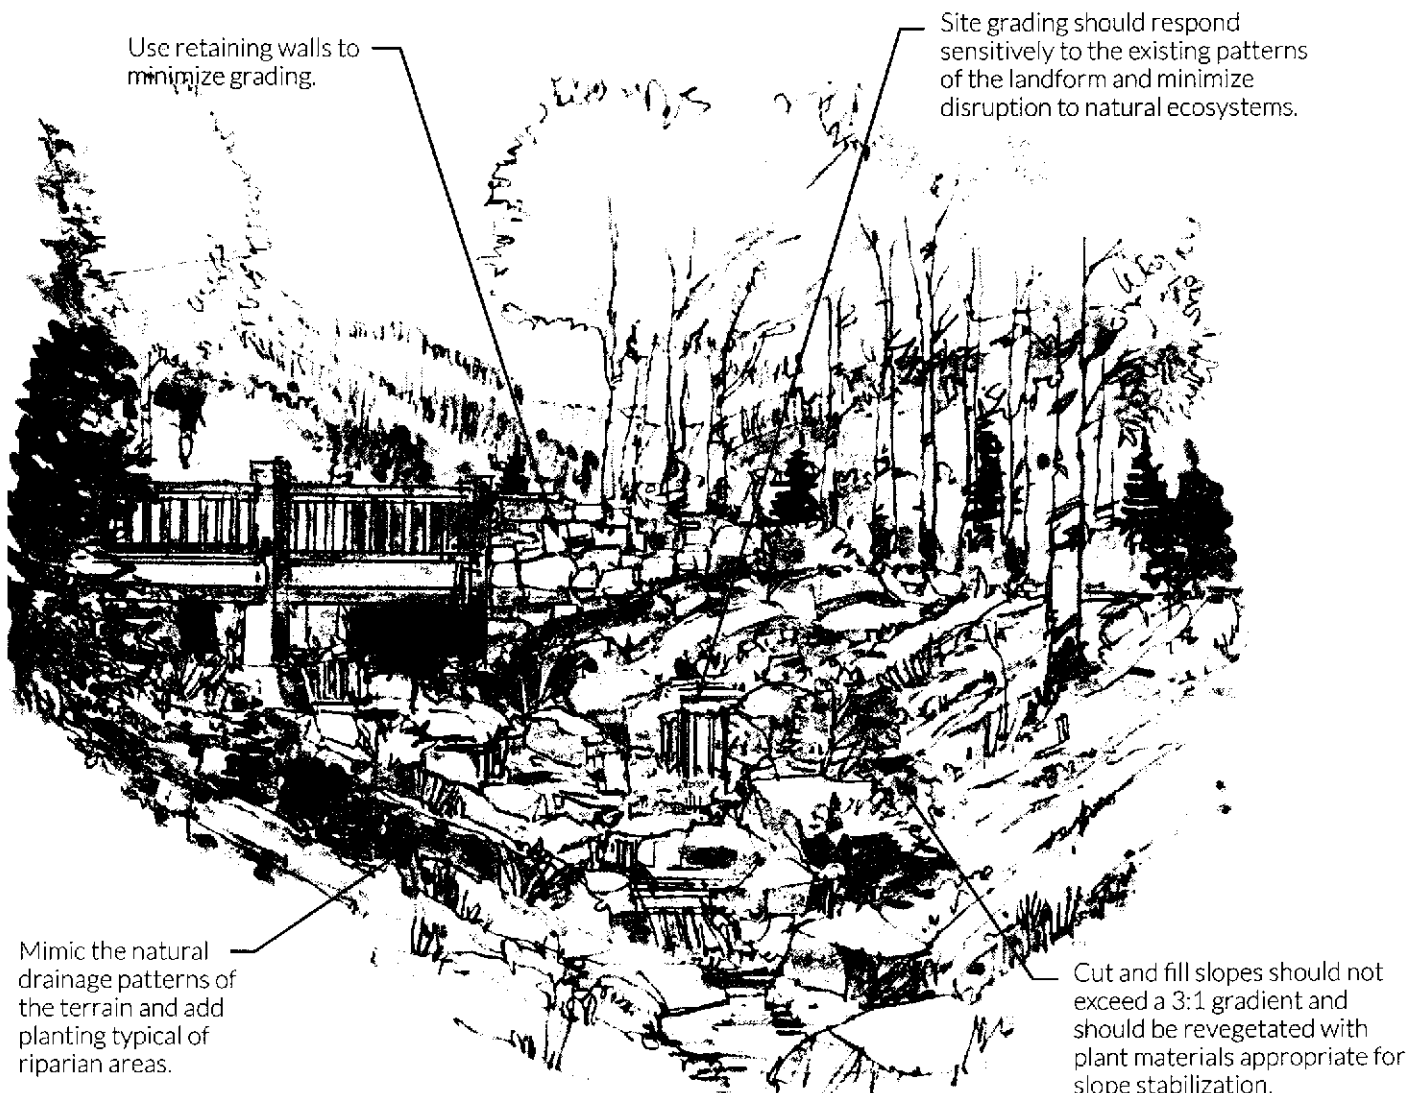 Use retaining walls to
minimize grading.
Site grading should respond
sensitively to the existing patterns
of the landform and minimize
disruption to natural ecosystems.
Mimic the natural
drainage patterns of
the terrain and add
planting typical of
riparian areas.
Cut and fill slopes should not
exceed a 3:1 gradient and
should be revegetated with
plant materials appropriate for
slope stabilization.